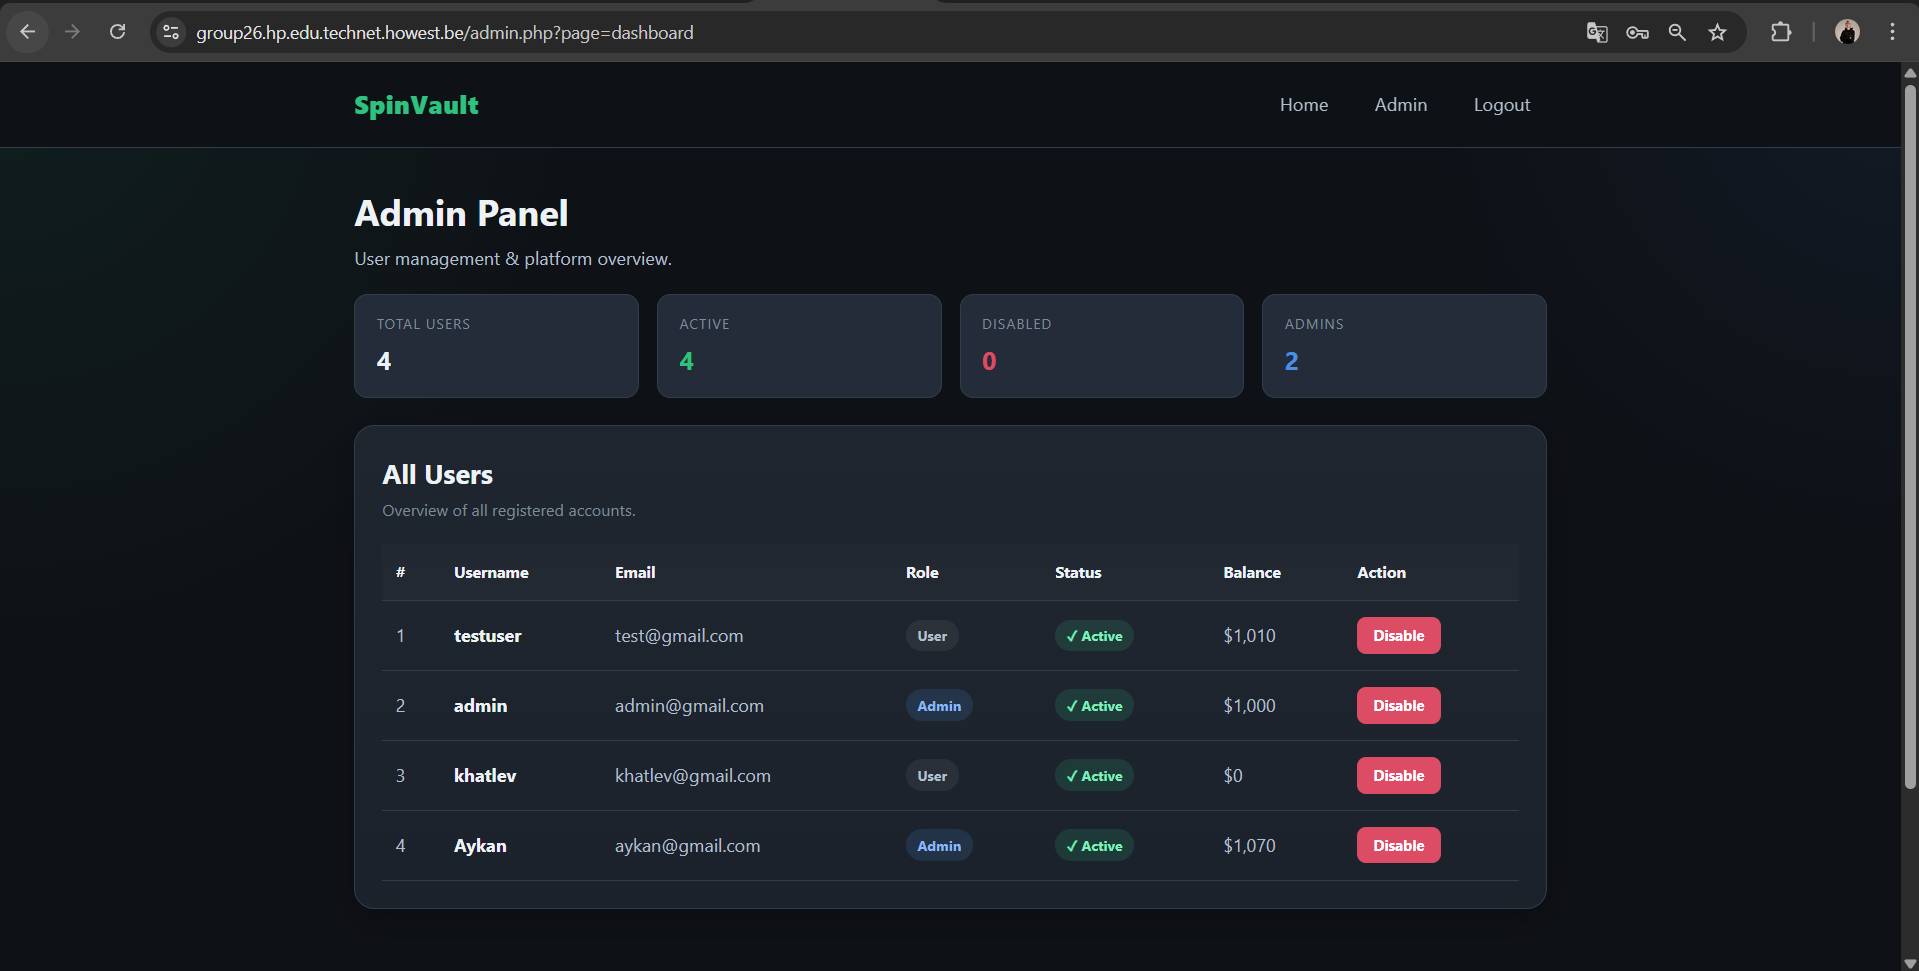 group26.hp.edu.technet.howest.be/admin.php?page=dashboard
SpinVault
Home Admin Logout
Admin Panel
User management & platform overview.
TOTAL USERS ACTIVE DISABLED ADMINS
4 4 0 2
All Users
Overview of all registered accounts.
# Username Email Role Status Balance Action
1 testuser test@gmail.com User ✓ Active $1,010 Disable
2 admin admin@gmail.com Admin ✓ Active $1,000 Disable
3 khatlev khatlev@gmail.com User ✓ Active $0 Disable
4 Aykan aykan@gmail.com Admin ✓ Active $1,070 Disable